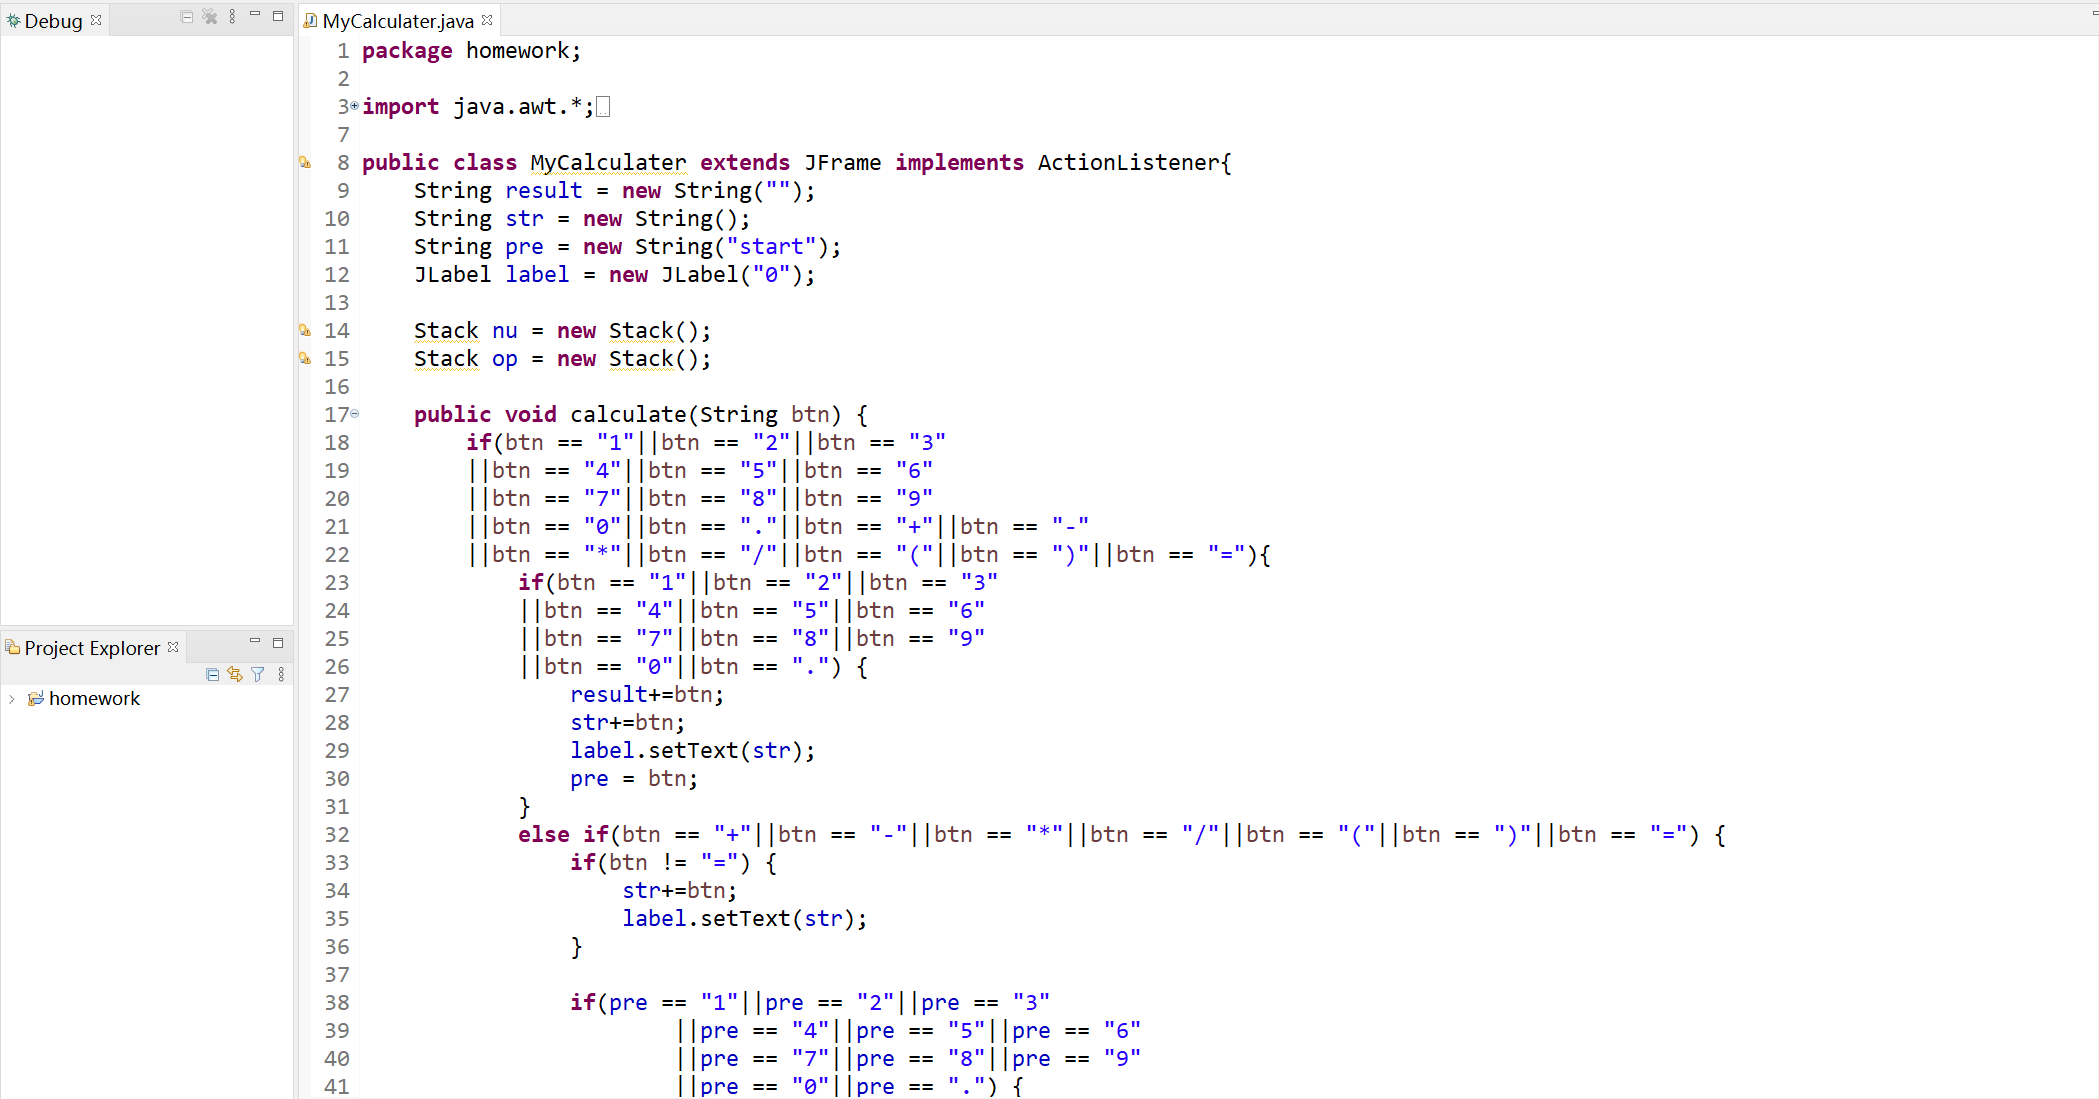 Debug
MyCalculater.java
1 package homework;
2
3 import java.awt.*;
7
8 public class MyCalculater extends JFrame implements ActionListener{
9     String result = new String("");
10     String str = new String();
11     String pre = new String("start");
12     JLabel label = new JLabel("0");
13
14     Stack nu = new Stack();
15     Stack op = new Stack();
16
17     public void calculate(String btn) {
18         if(btn == "1"||btn == "2"||btn == "3"
19         ||btn == "4"||btn == "5"||btn == "6"
20         ||btn == "7"||btn == "8"||btn == "9"
21         ||btn == "0"||btn == "."||btn == "+"||btn == "-"
22         ||btn == "*"||btn == "/"||btn == "("||btn == ")"||btn == "="){
23             if(btn == "1"||btn == "2"||btn == "3"
24             ||btn == "4"||btn == "5"||btn == "6"
25             ||btn == "7"||btn == "8"||btn == "9"
26             ||btn == "0"||btn == ".") {
27                 result+=btn;
28                 str+=btn;
29                 label.setText(str);
30                 pre = btn;
31             }
32             else if(btn == "+"||btn == "-"||btn == "*"||btn == "/"||btn == "("||btn == ")"||btn == "=") {
33                 if(btn != "=") {
34                     str+=btn;
35                     label.setText(str);
36                 }
37
38                 if(pre == "1"||pre == "2"||pre == "3"
39                         ||pre == "4"||pre == "5"||pre == "6"
40                         ||pre == "7"||pre == "8"||pre == "9"
41                         ||pre == "0"||pre == ".") {
Project Explorer
homework